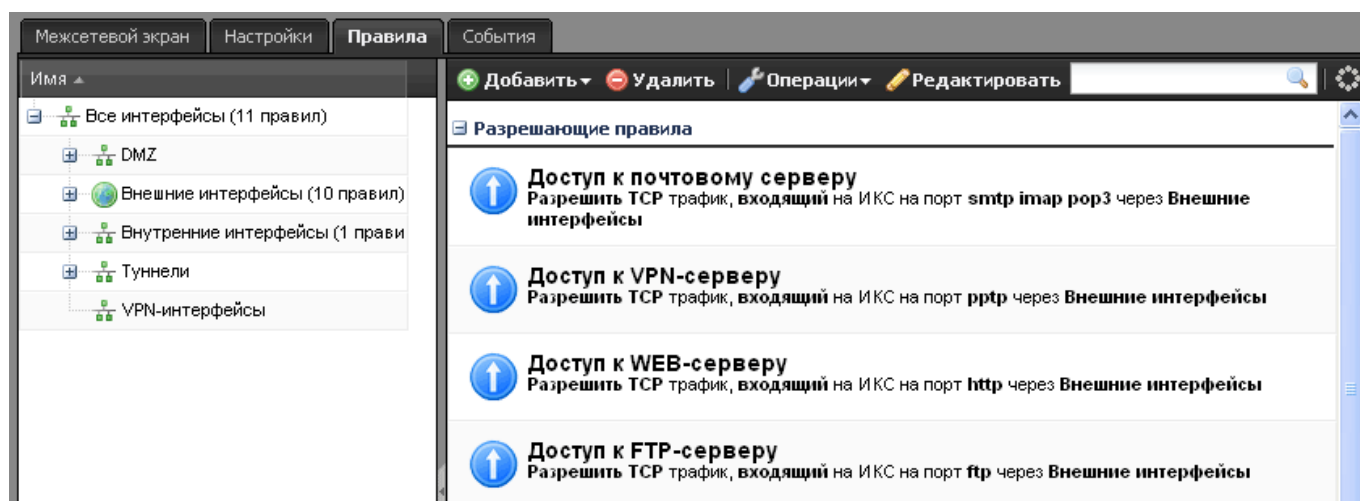 Межсетевой экран
Настройки
Правила
События
Имя
Добавить
Удалить
Операции
Редактировать
Все интерфейсы (11 правил)
DMZ
Внешние интерфейсы (10 правил)
Внутренние интерфейсы (1 прави
Туннели
VPN-интерфейсы
Разрешающие правила
Доступ к почтовому серверу
Разрешить TCP трафик, входящий на ИКС на порт smtp imap pop3 через Внешние
интерфейсы
Доступ к VPN-серверу
Разрешить TCP трафик, входящий на ИКС на порт pptp через Внешние интерфейсы
Доступ к WEB-серверу
Разрешить TCP трафик, входящий на ИКС на порт http через Внешние интерфейсы
Доступ к FTP-серверу
Разрешить TCP трафик, входящий на ИКС на порт ftp через Внешние интерфейсы